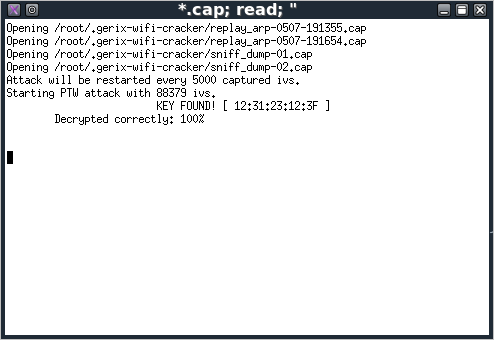 *.cap; read; "
Opening /root/.gerix-wifi-cracker/replay_arp-0507-191355.cap
Opening /root/.gerix-wifi-cracker/replay_arp-0507-191654.cap
Opening /root/.gerix-wifi-cracker/sniff_dump-01.cap
Opening /root/.gerix-wifi-cracker/sniff_dump-02.cap
Attack will be restarted every 5000 captured ivs.
Starting PTW attack with 88379 ivs.
KEY FOUND! [ 12:31:23:12:3F ]
Decrypted correctly: 100%